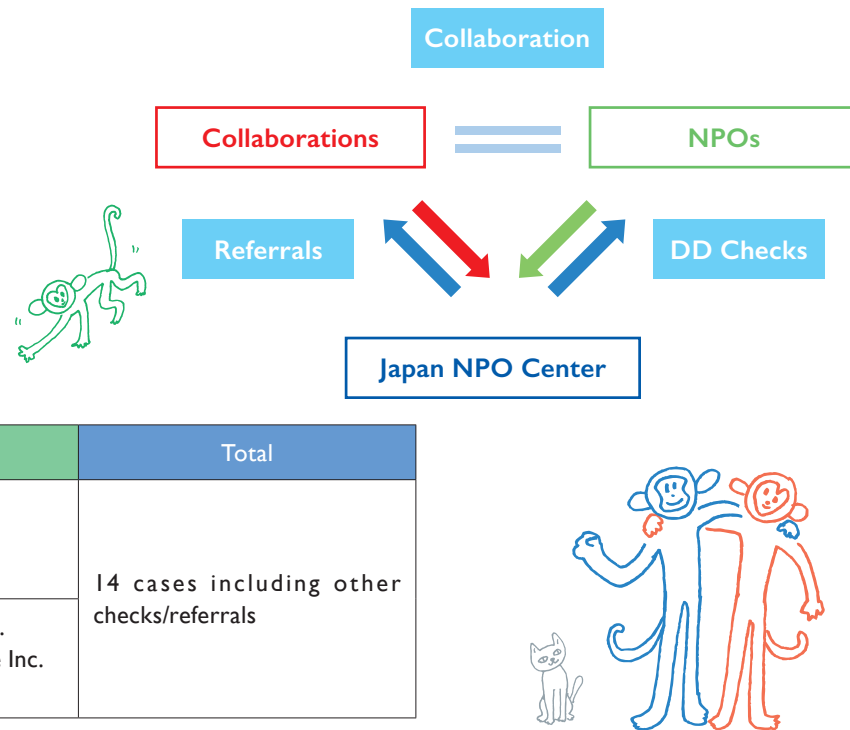 Collaboration
Collaborations
NPOs
Referrals
DD Checks
Japan NPO Center
Total
14 cases including other
checks/referrals
.
Inc.